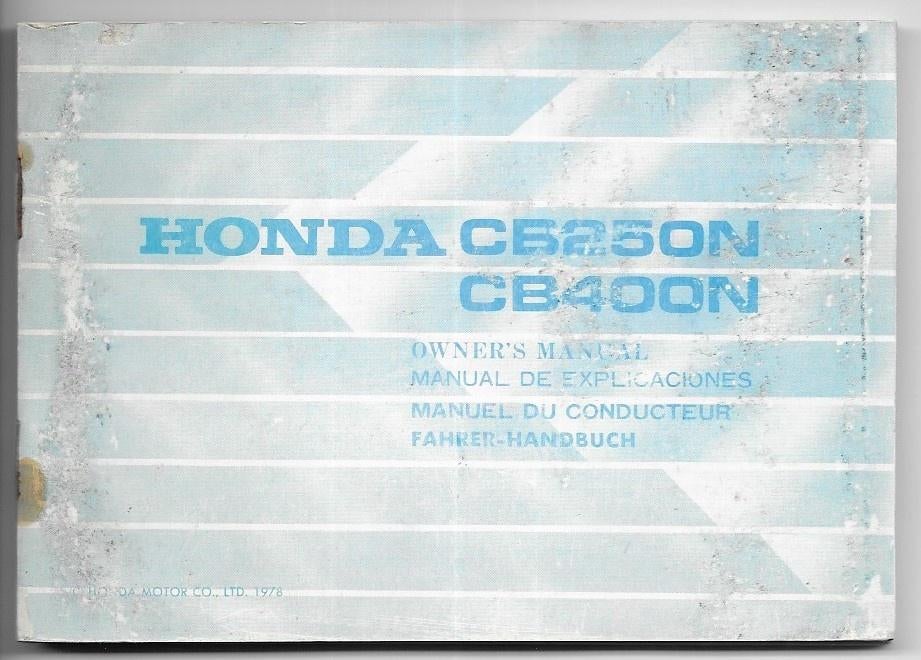 HONDA CB250N
CB400N
OWNER'S MANUAL
MANUAL DE EXPLICACIONES
MANUEL DU CONDUCTEUR
FAHRER-HANDBUCH
HONDA MOTOR CO., LTD. 1978